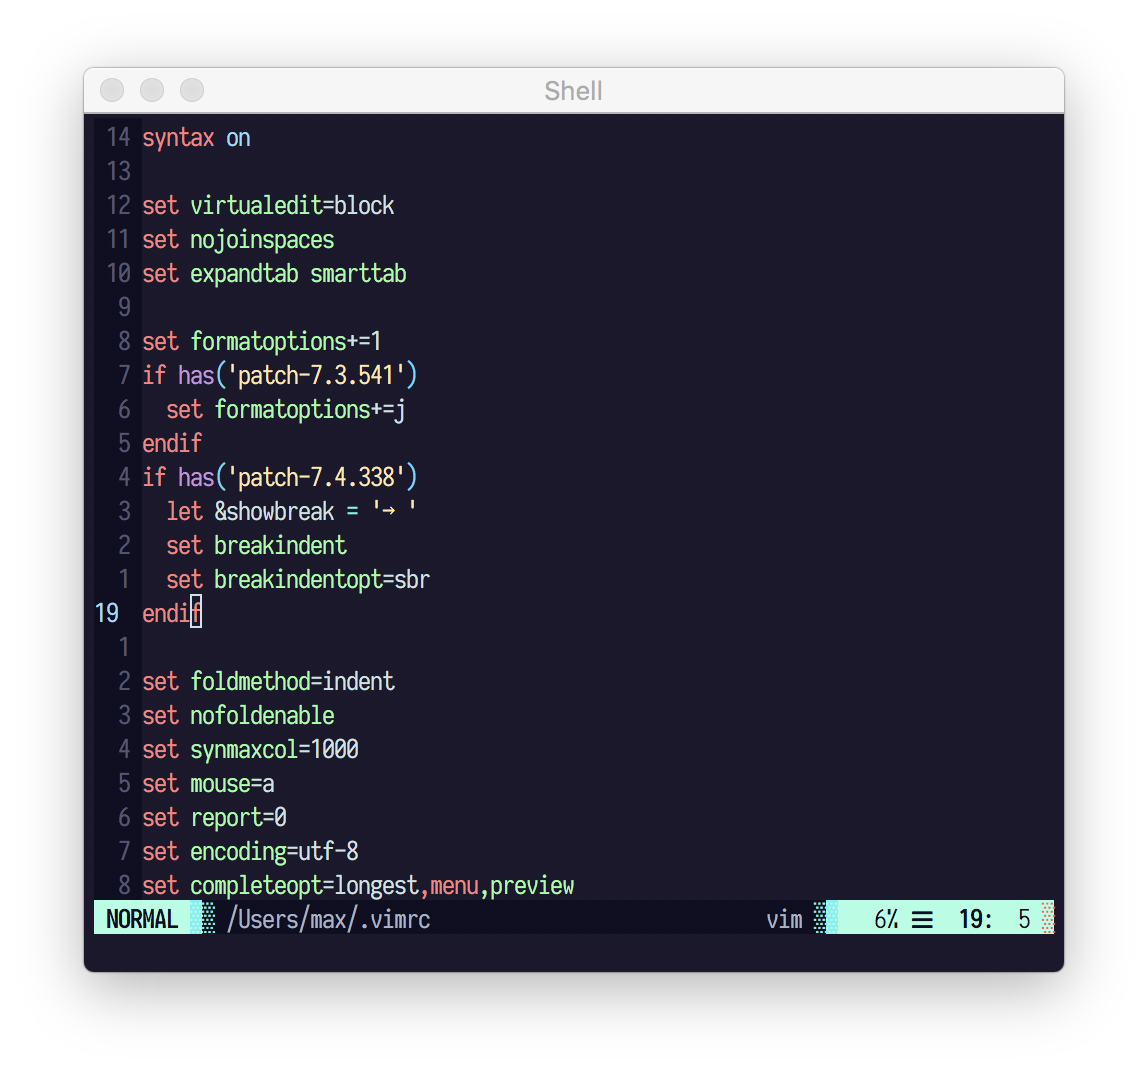 Shell
14 syntax on
13
12 set virtualedit=block
11 set nojoinspaces
10 set expandtab smarttab
9
8 set formatoptions+=1
7 if has('patch-7.3.541')
6   set formatoptions+=j
5 endif
4 if has('patch-7.4.338')
3   let &showbreak = '→ '
2   set breakindent
1   set breakindentopt=sbr
19 endif
1
2 set foldmethod=indent
3 set nofoldenable
4 set synmaxcol=1000
5 set mouse=a
6 set report=0
7 set encoding=utf-8
8 set completeopt=longest,menu,preview
NORMAL /Users/max/.vimrc vim 6% ☰ 19: 5